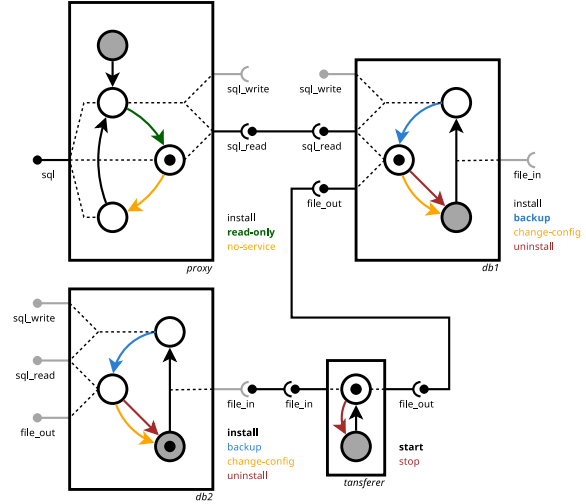 sql_write
sql_write
sql
sql_read
sql_read
file_in
file_out
install
read-only
no-service
install
backup
change-config
uninstall
proxy
db1
sql_write
sql_read
file_out
file_in
file_in
file_out
install
backup
change-config
uninstall
start
stop
tansferer
db2